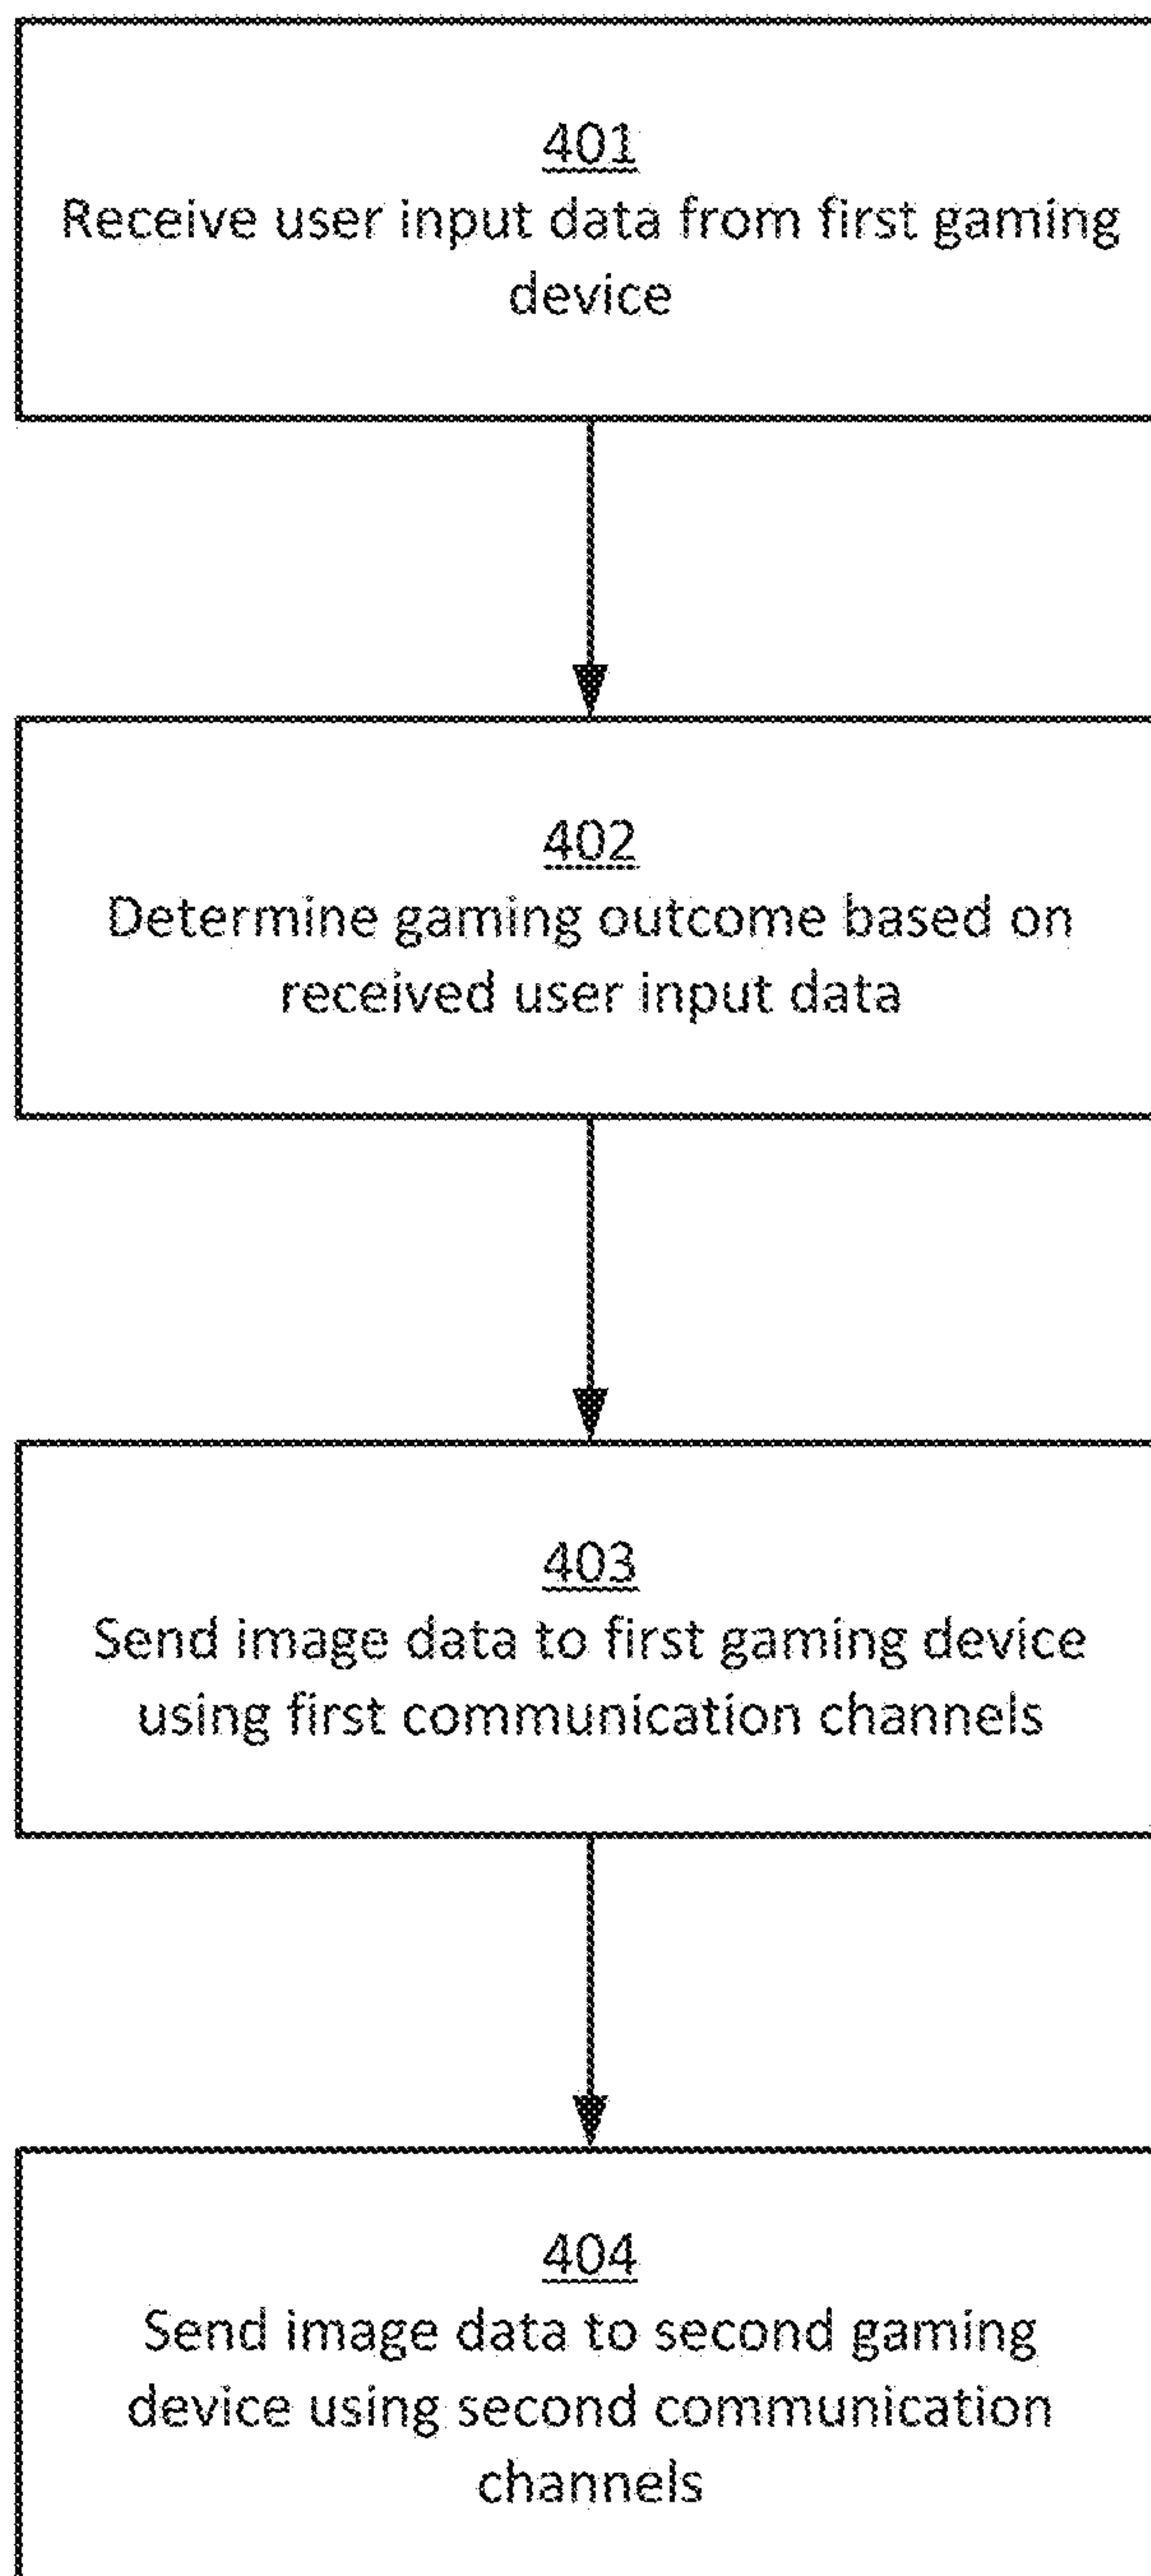 401
Receive user input data from first gaming
device
402
Determine gaming outcome based on
received user input data
403
Send image data to first gaming device
using first communication channels
404
Send image data to second gaming
device using second communication
channels